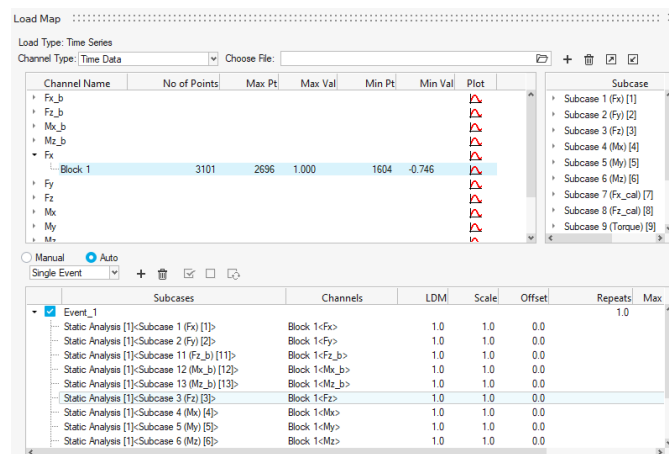 Load Map
Load Type: Time Series
Channel Type: Time Data Choose File:
Channel Name No of Points Max Pt Max Val Min Pt Min Val Plot
Fx_b
Fz_b
Mx_b
Mz_b
Fx
Block 1 3101 2696 1.000 1604 -0.746
Fy
Fz
Mx
My
Mz
Subcase
Subcase 1 (Fx) [1]
Subcase 2 (Fy) [2]
Subcase 3 (Fz) [3]
Subcase 4 (Mx) [4]
Subcase 5 (My) [5]
Subcase 6 (Mz) [6]
Subcase 7 (Fx_cal) [7]
Subcase 8 (Fz_cal) [8]
Subcase 9 (Torque) [9]
Manual Auto
Single Event
Subcases Channels LDM Scale Offset Repeats Max
Event_1 1.0
Static Analysis [1]<Subcase 1 (Fx) [1]> Block 1<Fx> 1.0 1.0 0.0
Static Analysis [1]<Subcase 2 (Fy) [2]> Block 1<Fy> 1.0 1.0 0.0
Static Analysis [1]<Subcase 11 (Fz_b) [11]> Block 1<Fz_b> 1.0 1.0 0.0
Static Analysis [1]<Subcase 12 (Mx_b) [12]> Block 1<Mx_b> 1.0 1.0 0.0
Static Analysis [1]<Subcase 13 (Mz_b) [13]> Block 1<Mz_b> 1.0 1.0 0.0
Static Analysis [1]<Subcase 3 (Fz) [3]> Block 1<Fz> 1.0 1.0 0.0
Static Analysis [1]<Subcase 4 (Mx) [4]> Block 1<Mx> 1.0 1.0 0.0
Static Analysis [1]<Subcase 5 (My) [5]> Block 1<My> 1.0 1.0 0.0
Static Analysis [1]<Subcase 6 (Mz) [6]> Block 1<Mz> 1.0 1.0 0.0